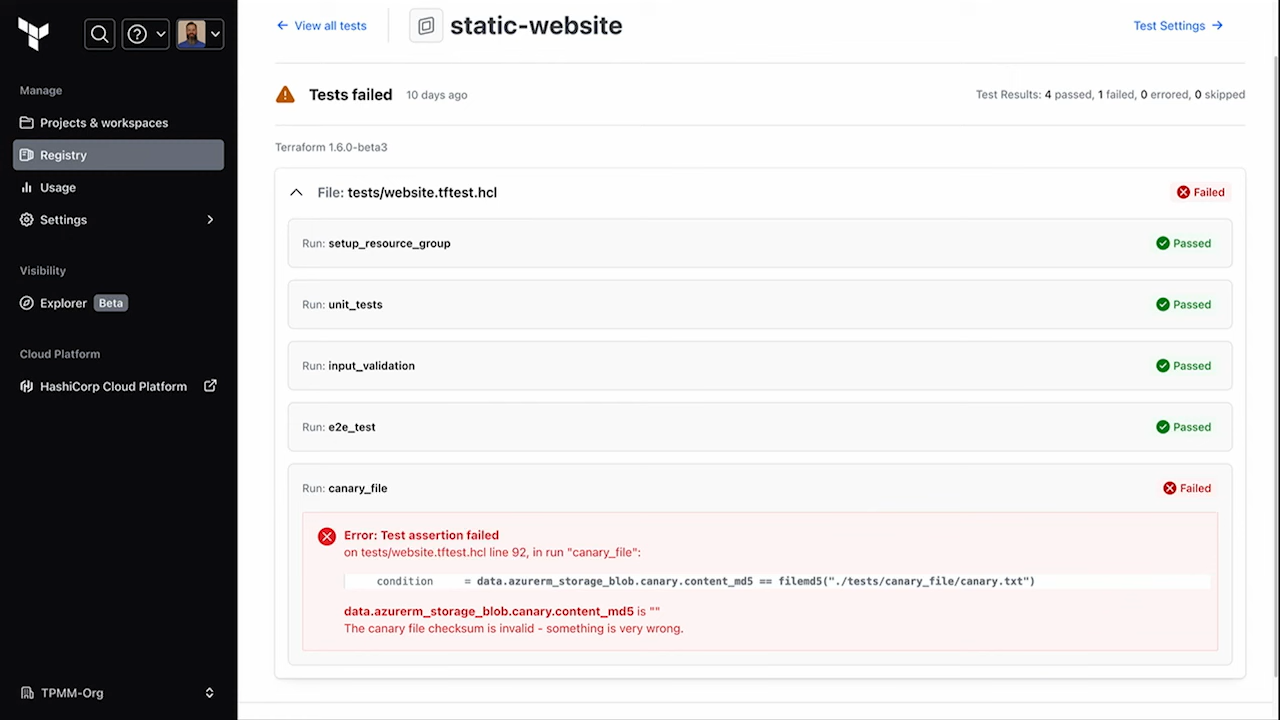 View all tests
static-website
Test Settings
Manage
Tests failed 10 days ago
Test Results: 4 passed, 1 failed, 0 errored, 0 skipped
Projects & workspaces
Registry
Usage
Settings
Visibility
Explorer Beta
Cloud Platform
HashiCorp Cloud Platform
TPMM-Org
Terraform 1.6.0-beta3
File: tests/website.tftest.hcl Failed
Run: setup_resource_group Passed
Run: unit_tests Passed
Run: input_validation Passed
Run: e2e_test Passed
Run: canary_file Failed
Error: Test assertion failed
on tests/website.tftest.hcl line 92, in run "canary_file":
condition = data.azurerm_storage_blob.canary.content_md5 == filemd5("./tests/canary_file/canary.txt")
data.azurerm_storage_blob.canary.content_md5 is ""
The canary file checksum is invalid - something is very wrong.